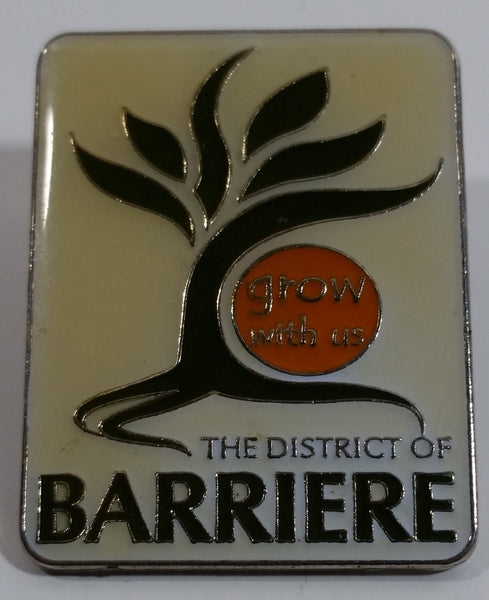 grow
with us
THE DISTRICT OF
BARRIERE